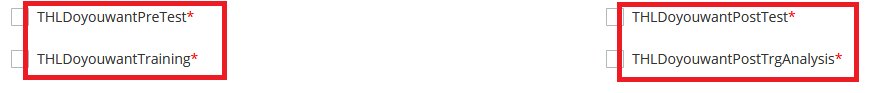 THLDoyouwantPreTest*
THLDoyouwantPostTest*
THLDoyouwantTraining*
THLDoyouwantPostTrgAnalysis*